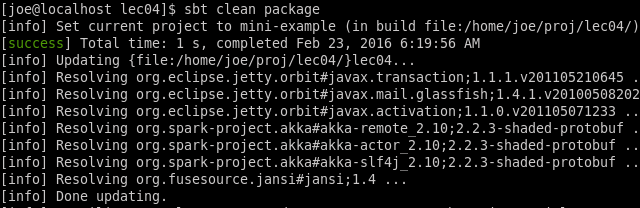 [joe@localhost lec04]$ sbt clean package
[info] Set current project to mini-example (in build file:/home/joe/proj/lec04/)
[success] Total time: 1 s, completed Feb 23, 2016 6:19:56 AM
[info] Updating {file:/home/joe/proj/lec04/}lec04...
[info] Resolving org.eclipse.jetty.orbit#javax.transaction;1.1.1.v201105210645 .
[info] Resolving org.eclipse.jetty.orbit#javax.mail.glassfish;1.4.1.v20100508202
[info] Resolving org.eclipse.jetty.orbit#javax.activation;1.1.0.v201105071233 ..
[info] Resolving org.spark-project.akka#akka-remote_2.10;2.2.3-shaded-protobuf .
[info] Resolving org.spark-project.akka#akka-actor_2.10;2.2.3-shaded-protobuf ..
[info] Resolving org.spark-project.akka#akka-slf4j_2.10;2.2.3-shaded-protobuf ..
[info] Resolving org.fusesource.jansi#jansi;1.4 ...
[info] Done updating.